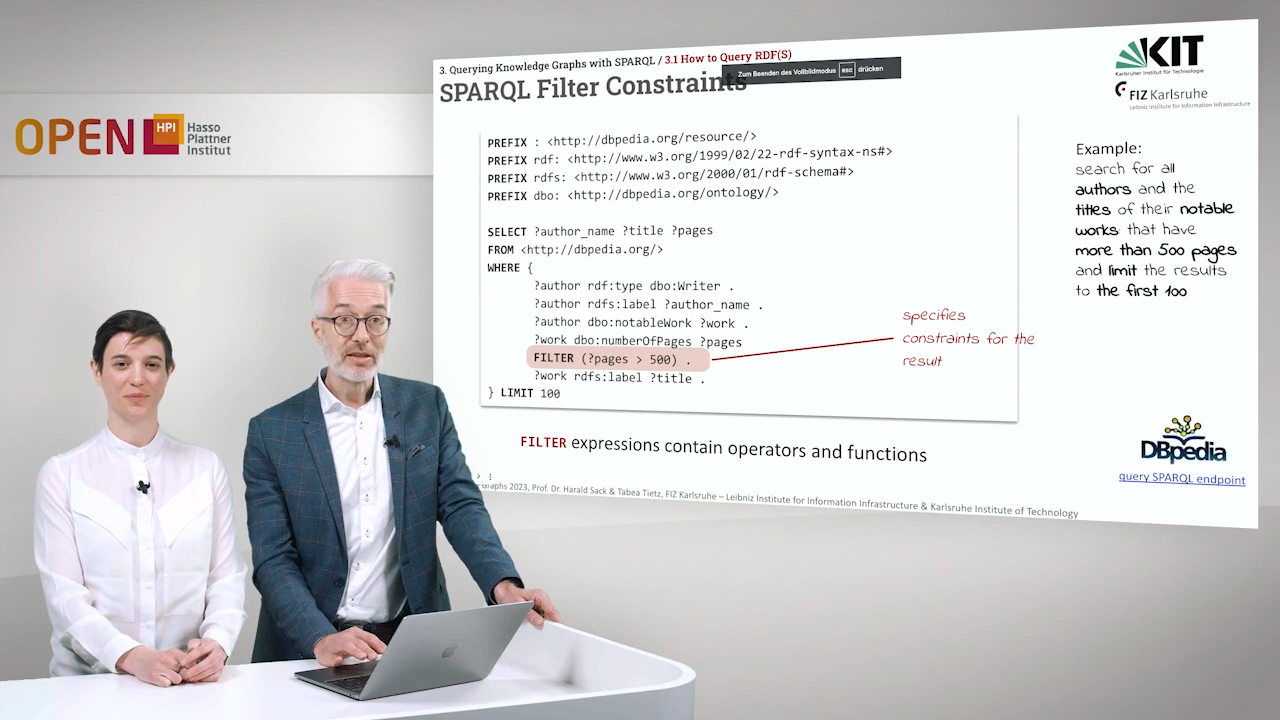 OPEN HPI Hasso
Plattner
Institut
3. Querying Knowledge Graphs with SPARQL / 3.1 How to Query RDF(S)
Zum Beenden des Vollbildmodus esc drücken
SPARQL Filter Constraints
PREFIX : <http://dbpedia.org/resource/>
PREFIX rdf: <http://www.w3.org/1999/02/22-rdf-syntax-ns#>
PREFIX rdfs: <http://www.w3.org/2000/01/rdf-schema#>
PREFIX dbo: <http://dbpedia.org/ontology/>
SELECT ?author_name ?title ?pages
FROM <http://dbpedia.org/>
WHERE {
?author rdf:type dbo:Writer .
?author rdfs:label ?author_name .
?author dbo:notableWork ?work .
?work dbo:numberOfPages ?pages
FILTER (?pages > 500) .
?work rdfs:label ?title .
} LIMIT 100
specifies
constraints for the
result
FILTER expressions contain operators and functions
KIT
Karlsruher Institut für Technologie
FIZ Karlsruhe
Leibniz Institute for Information Infrastructure
Example:
search for all
authors and the
titles of their notable
works that have
more than 500 pages
and limit the results
to the first 100
DBpedia
query SPARQL endpoint
Graphs 2023, Prof. Dr. Harald Sack & Tabea Tietz, FIZ Karlsruhe – Leibniz Institute for Information Infrastructure & Karlsruhe Institute of Technology